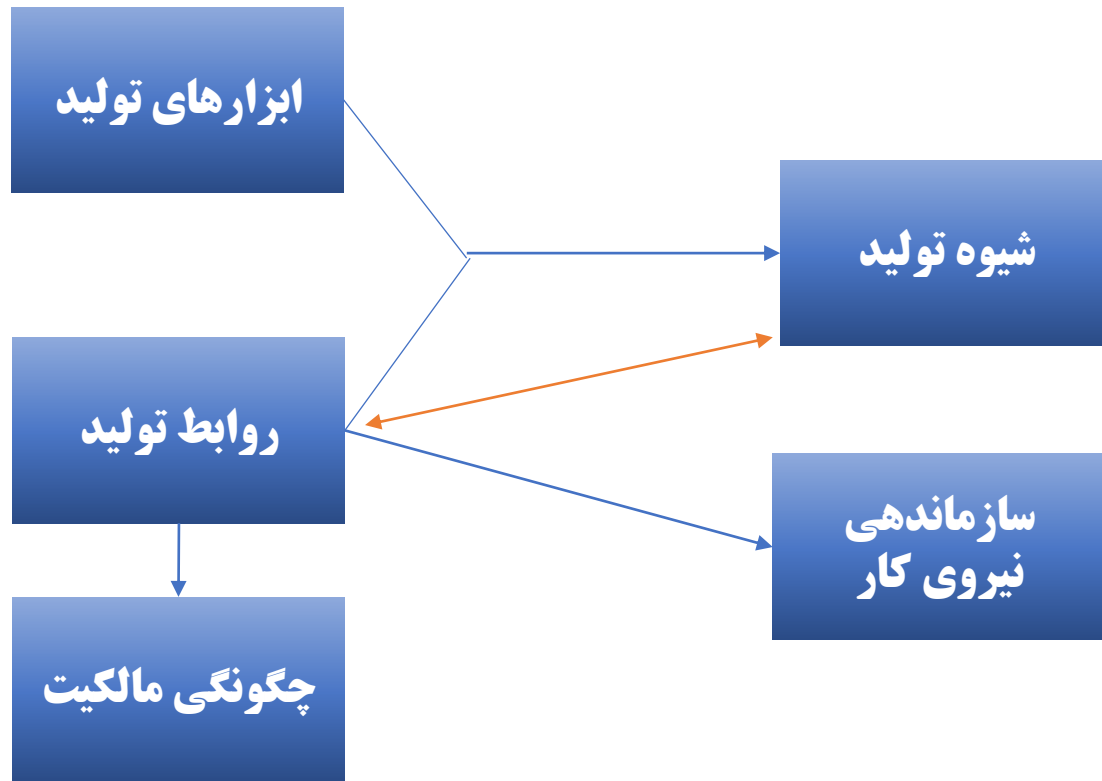 ابزارهای تولید
شیوه تولید
روابط تولید
سازماندهی
نیروی کار
چگونگی مالکیت